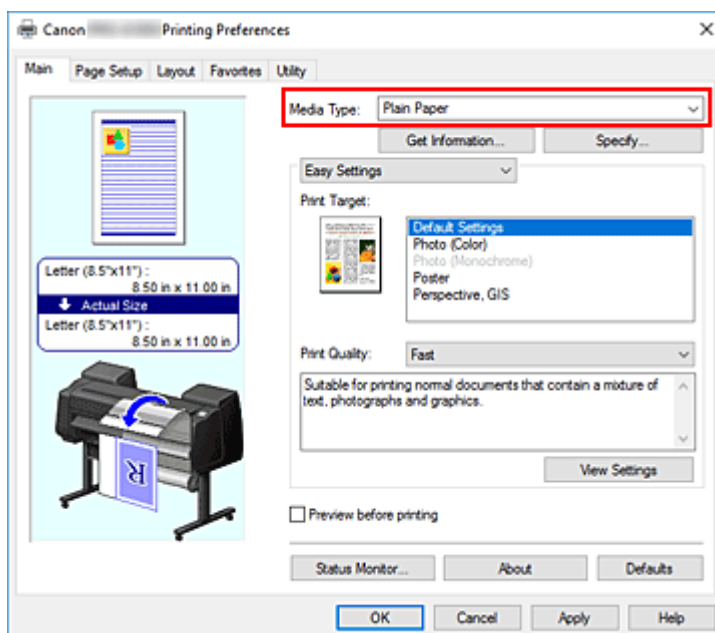 Canon Printing Preferences
Main Page Setup Layout Favorites Utility
Media Type: Plain Paper
Get Information... Specify...
Easy Settings
Print Target:
Default Settings
Photo (Color)
Photo (Monochrome)
Poster
Perspective, GIS
Letter (8.5"x11") :
8.50 in x 11.00 in
Actual Size
Letter (8.5"x11") :
8.50 in x 11.00 in
Print Quality: Fast
Suitable for printing normal documents that contain a mixture of
text, photographs and graphics.
View Settings
R
Preview before printing
Status Monitor... About Defaults
OK Cancel Apply Help